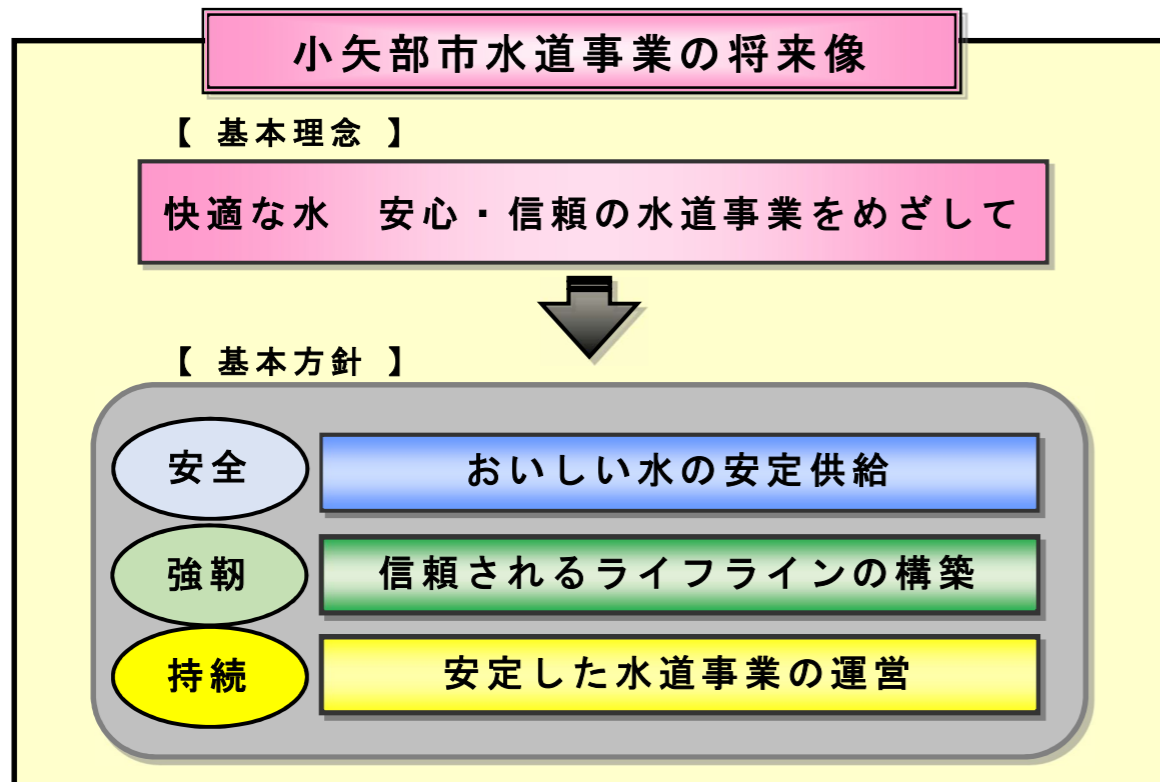 小矢部市水道事業の将来像
【 基本理念 】
快適な水　安心・信頼の水道事業をめざして
【 基本方針 】
安全
おいしい水の安定供給
強靭
信頼されるライフラインの構築
持続
安定した水道事業の運営